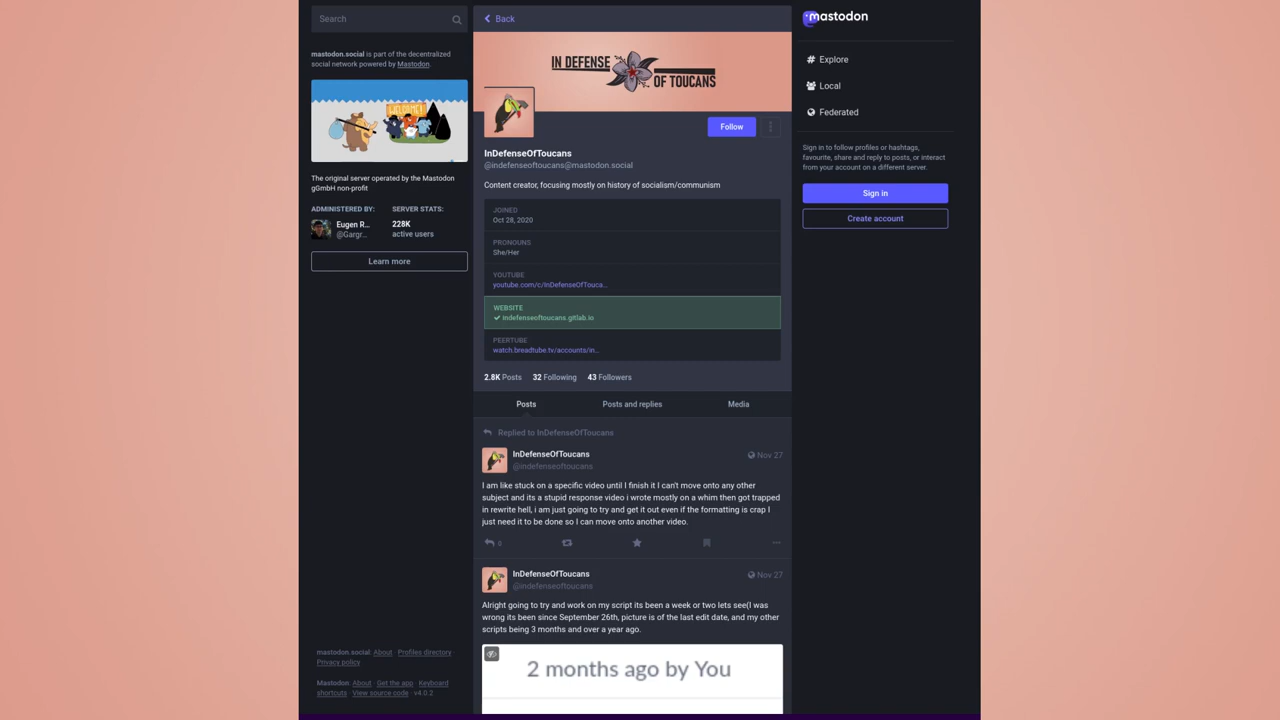 Search
mastodon.social is part of the decentralized
social network powered by Mastodon.
WELCOME!
The original server operated by the Mastodon
gGmbH non-profit
ADMINISTERED BY:
Eugen R...
@Gargr...
SERVER STATS:
228K
active users
Learn more
mastodon.social: About · Profiles directory ·
Privacy policy
Mastodon: About · Get the app · Keyboard
shortcuts · View source code · v4.0.2
Back
IN DEFENSE
OF TOUCANS
Follow
InDefenseOfToucans
@indefenseoftoucans@mastodon.social
Content creator, focusing mostly on history of socialism/communism
JOINED
Oct 28, 2020
PRONOUNS
She/Her
YOUTUBE
youtube.com/c/InDefenseOfTouca...
WEBSITE
indefenseoftoucans.gitlab.io
PEERTUBE
watch.breadtube.tv/accounts/in...
2.8K Posts 32 Following 43 Followers
Posts Posts and replies Media
Replied to InDefenseOfToucans
InDefenseOfToucans
@indefenseoftoucans
Nov 27
I am like stuck on a specific video until I finish it I can't move onto any other
subject and its a stupid response video i wrote mostly on a whim then got trapped
in rewrite hell, i am just going to try and get it out even if the formatting is crap I
just need it to be done so I can move onto another video.
0
InDefenseOfToucans
@indefenseoftoucans
Nov 27
Alright going to try and work on my script its been a week or two lets see(I was
wrong its been since September 26th, picture is of the last edit date, and my other
scripts being 3 months and over a year ago.
2 months ago by You
mastodon
# Explore
Local
Federated
Sign in to follow profiles or hashtags,
favourite, share and reply to posts, or interact
from your account on a different server.
Sign in
Create account